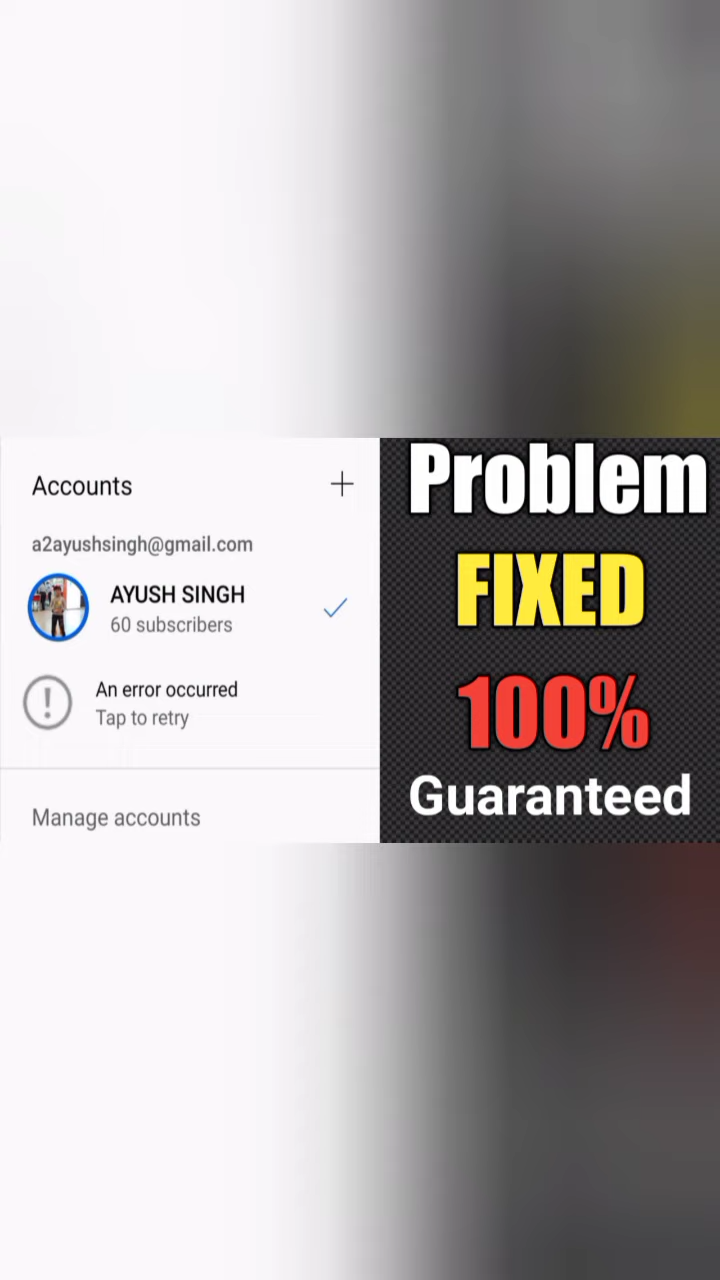 Accounts
a2ayushsingh@gmail.com
AYUSH SINGH
60 subscribers
An error occurred
Tap to retry
Manage accounts
Problem
FIXED
100%
Guaranteed